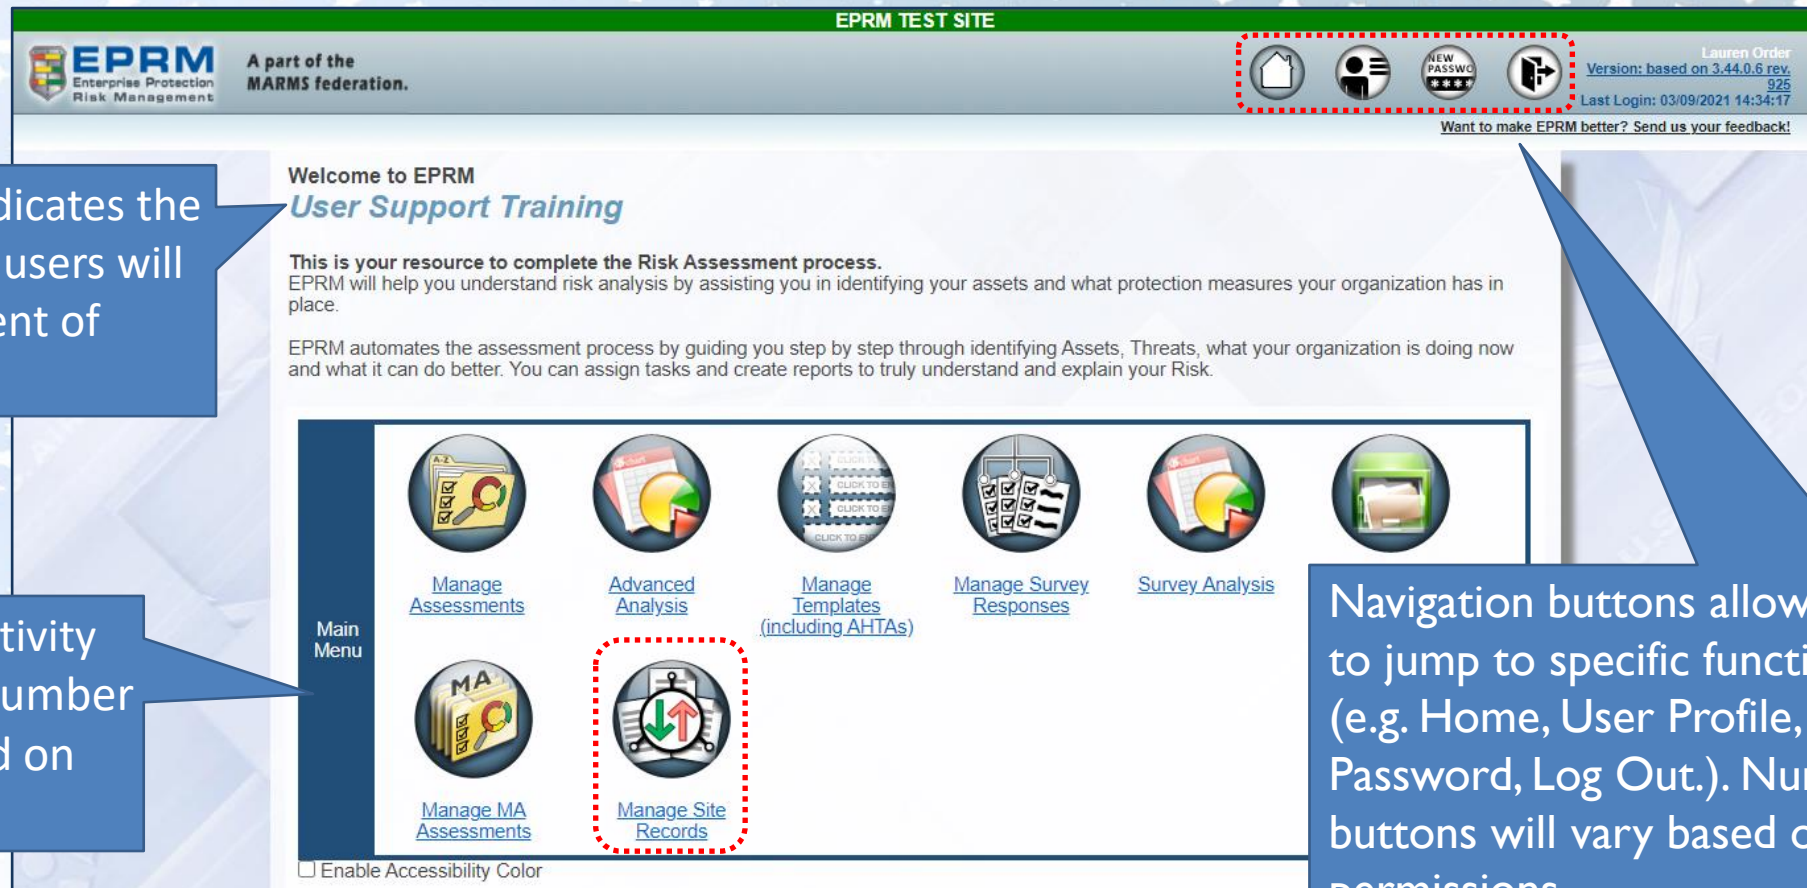 EPRM TEST SITE
EPRM
Enterprise Protection
Risk Management
A part of the
MARMS federation.
NEW
PASSWO
****
Lauren Order
Version: based on 3.44.0.6 rev.
925
Last Login: 03/09/2021 14:34:17
Want to make EPRM better? Send us your feedback!
Welcome to EPRM
User Support Training
This is your resource to complete the Risk Assessment process.
EPRM will help you understand risk analysis by assisting you in identifying your assets and what protection measures your organization has in
place.
EPRM automates the assessment process by guiding you step by step through identifying Assets, Threats, what your organization is doing now
and what it can do better. You can assign tasks and create reports to truly understand and explain your Risk.
dicates the
users will
ent of
tivity
umber
d on
Main
Menu
A-Z
chart
CLICK TO EN
CLICK TO E
chart
Manage
Assessments
Advanced
Analysis
Manage
Templates
(including AHTAs)
Manage Survey
Responses
Survey Analysis
MA
Manage MA
Assessments
Manage Site
Records
Enable Accessibility Color
Navigation buttons allow
to jump to specific functi
(e.g. Home, User Profile,
Password, Log Out.). Nu
buttons will vary based o
permissions